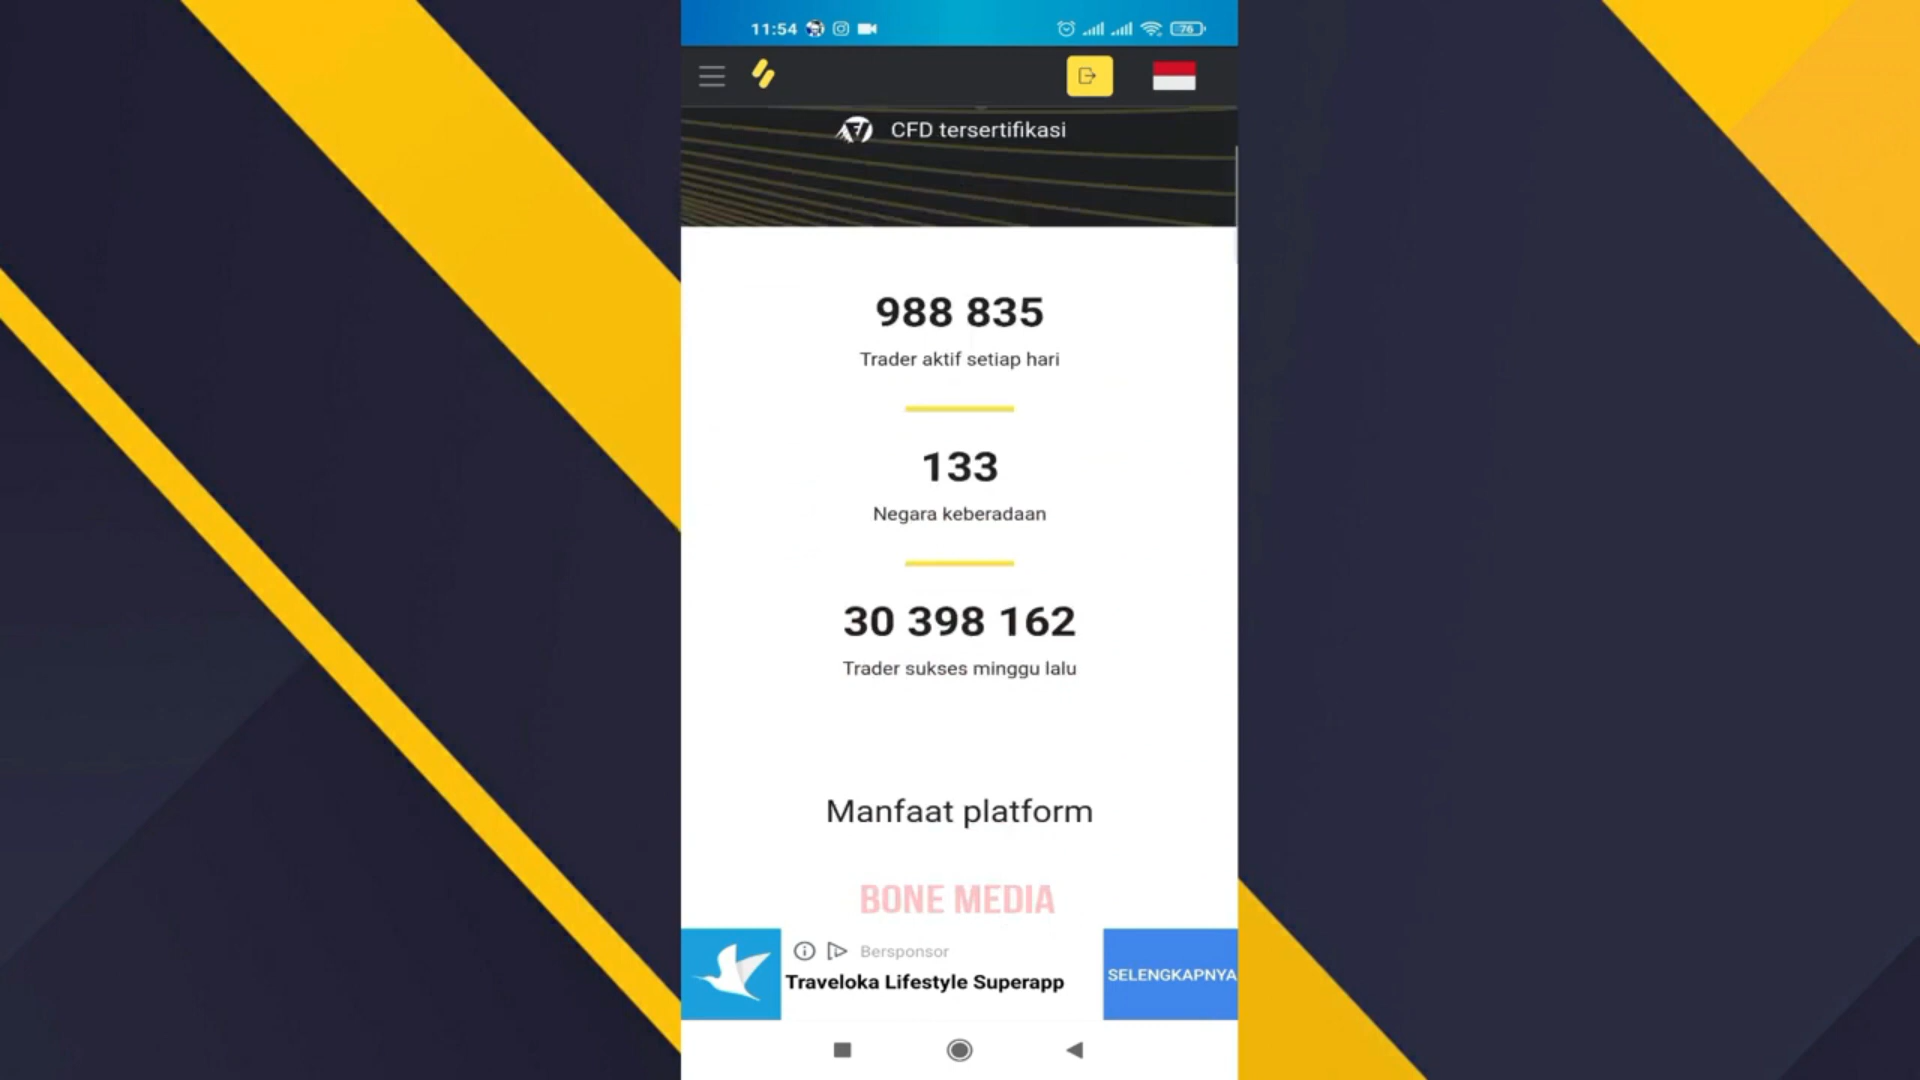 11:54
76
CFD tersertifikasi
988 835
Trader aktif setiap hari
133
Negara keberadaan
30 398 162
Trader sukses minggu lalu
Manfaat platform
BONE MEDIA
Bersponsor
Traveloka Lifestyle Superapp
SELENGKAPNYA